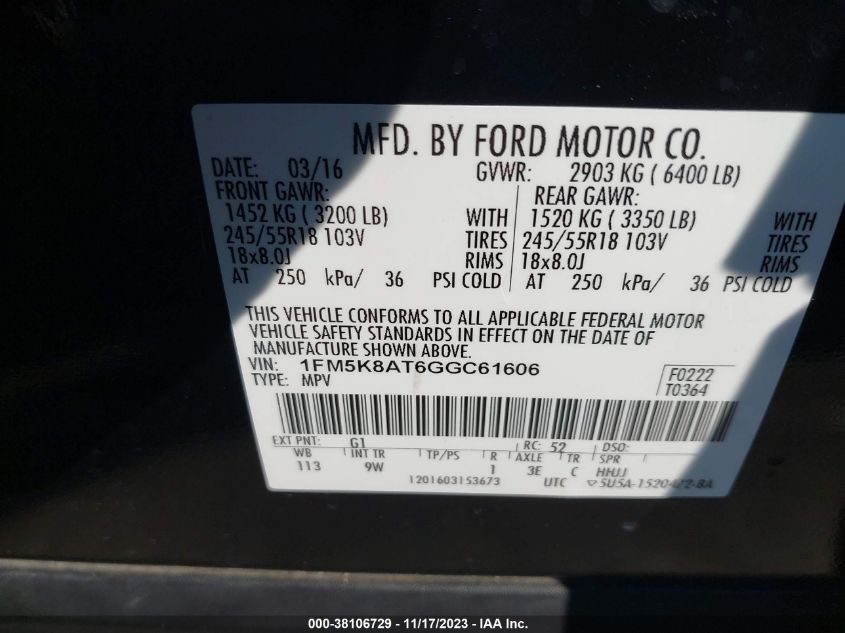 MFD. BY FORD MOTOR CO.
DATE: 03/16 GVWR: 2903 KG ( 6400 LB)
FRONT GAWR: REAR GAWR:
1452 KG ( 3200 LB) WITH 1520 KG ( 3350 LB) WITH
245/55R18 103V TIRES 245/55R18 103V TIRES
18x8.0J RIMS 18x8.0J RIMS
AT 250 kPa/ 36 PSI COLD AT 250 kPa/ 36 PSI COLD
THIS VEHICLE CONFORMS TO ALL APPLICABLE FEDERAL MOTOR
VEHICLE SAFETY STANDARDS IN EFFECT ON THE DATE OF
MANUFACTURE SHOWN ABOVE.
VIN: 1FM5K8AT6GGC61606 F0222
TYPE: MPV T0364
EXT PNT: G1 RC: 52 DSO:
WB INT TR TP/PS R AXLE TR SPR
113 9W 1 3E C HHJJ
1201603153673 UTC
000-38106729 - 11/17/2023 - IAA Inc.